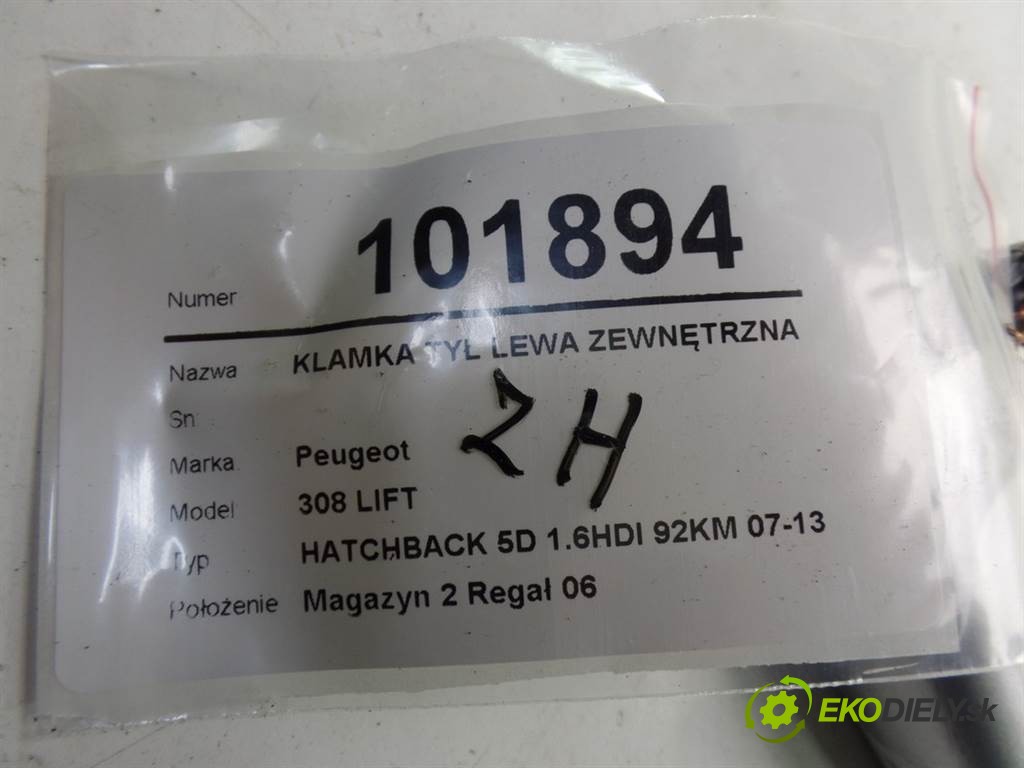 Numer 101894
Nazwa KLAMKA TYŁ LEWA ZEWNĘTRZNA
Sn
Marka Peugeot
ZH
Model 308 LIFT
Typ HATCHBACK 5D 1.6HDI 92KM 07-13
Położenie Magazyn 2 Regał 06
EKODIELY.sk